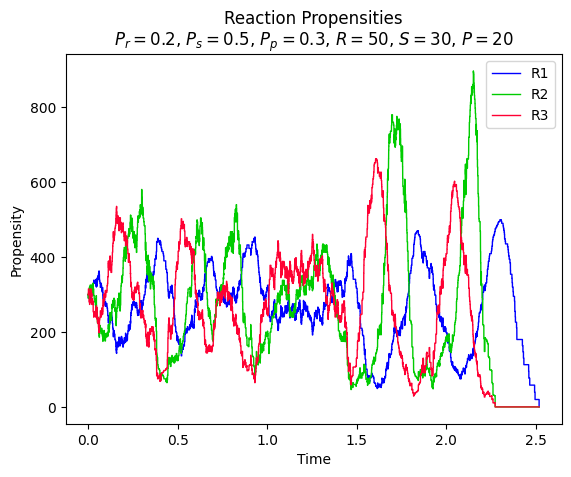 Reaction Propensities
$P_r = 0.2$, $P_s = 0.5$, $P_p = 0.3$, $R = 50$, $S = 30$, $P = 20$
R1
R2
R3
Propensity
800
600
400
200
0
0.0 0.5 1.0 1.5 2.0 2.5
Time